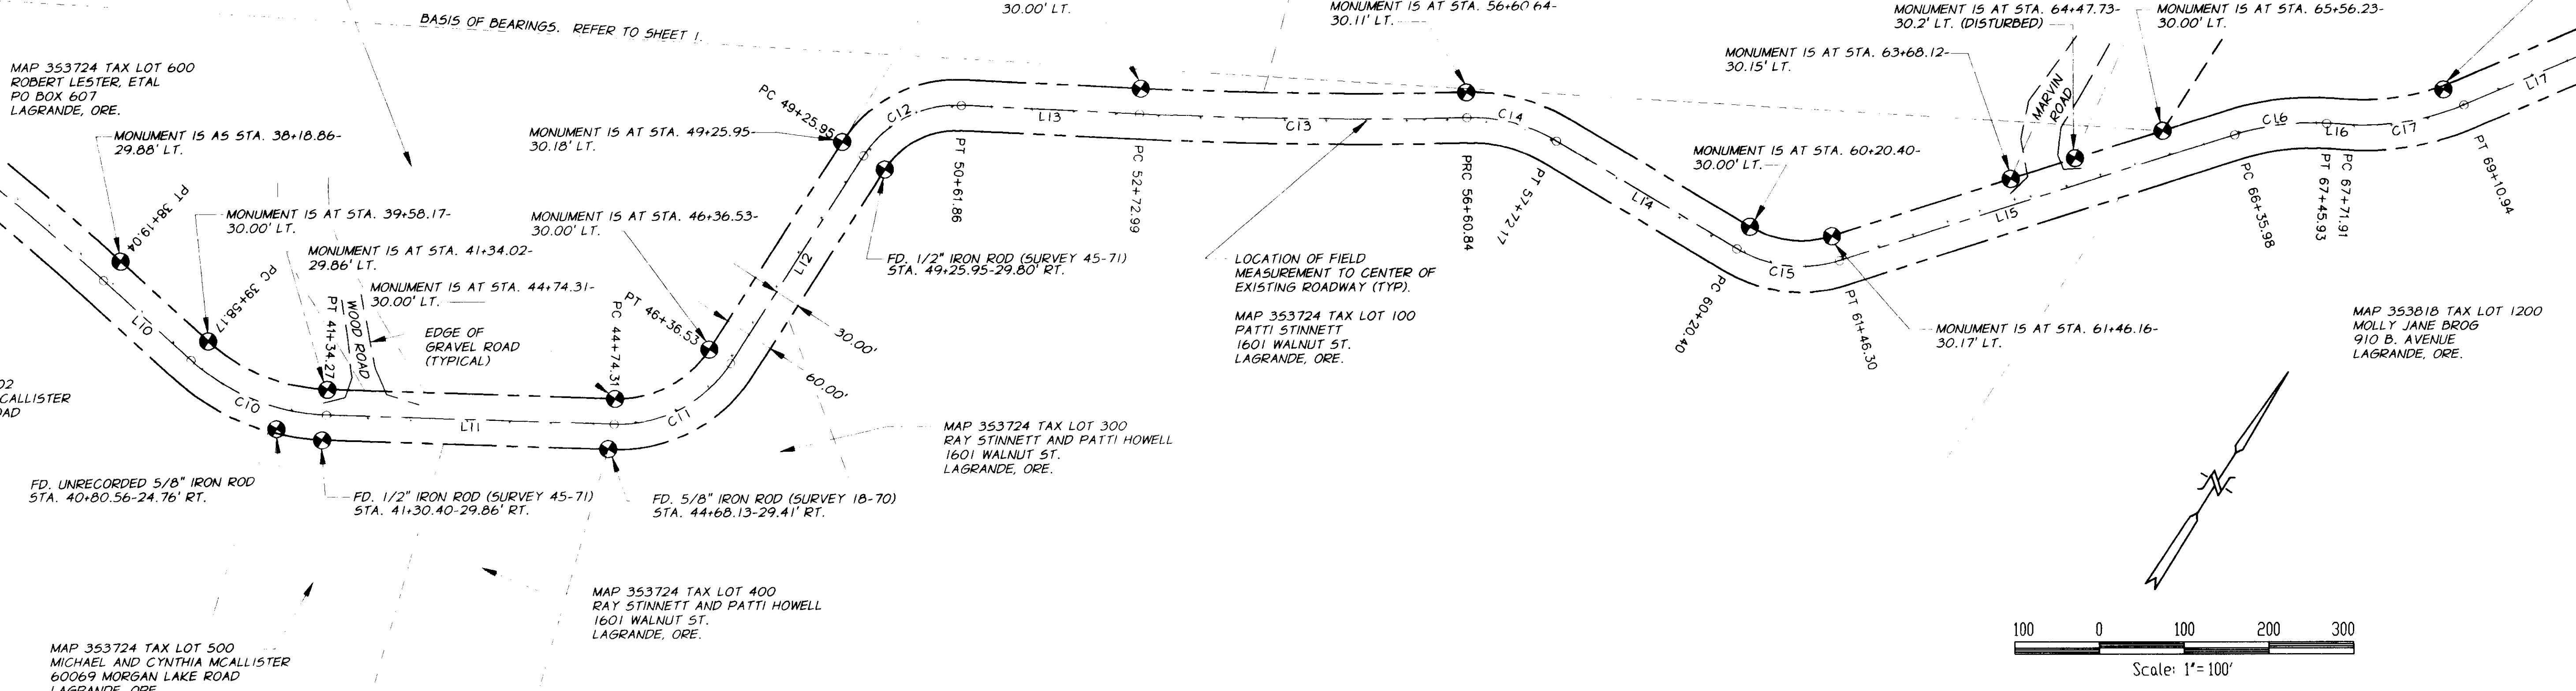 30.00' LT.
MONUMENT IS AT STA. 56+60.64-
30.11' LT.
MONUMENT IS AT STA. 64+47.73-
30.2' LT. (DISTURBED)
MONUMENT IS AT STA. 65+56.23-
30.00' LT.
BASIS OF BEARINGS. REFER TO SHEET 1.
MAP 3S3724 TAX LOT 600
ROBERT LESTER, ETAL
PO BOX 607
LAGRANDE, ORE.
MONUMENT IS AS STA. 38+18.86-
29.88' LT.
PT 38+19.04
MONUMENT IS AT STA. 39+58.17-
30.00' LT.
PC 39+58.17
MONUMENT IS AT STA. 41+34.02-
29.86' LT.
MONUMENT IS AT STA. 44+74.31-
30.00' LT.
PT 41+34.27
WOOD ROAD
EDGE OF
GRAVEL ROAD
(TYPICAL)
L10
C10
L11
C11
PC 44+74.31
MONUMENT IS AT STA. 46+36.53-
30.00' LT.
PT 46+36.53
MONUMENT IS AT STA. 49+25.95-
30.18' LT.
PC 49+25.95
L12
C12
30.00'
60.00'
FD. 1/2" IRON ROD (SURVEY 45-71)
STA. 49+25.95-29.80' RT.
PT 50+61.86
L13
PC 52+72.99
C13
LOCATION OF FIELD
MEASUREMENT TO CENTER OF
EXISTING ROADWAY (TYP).
MAP 3S3724 TAX LOT 100
PATTI STINNETT
1601 WALNUT ST.
LAGRANDE, ORE.
PRC 56+60.84
C14
PT 57+72.17
L14
MONUMENT IS AT STA. 60+20.40-
30.00' LT.
PC 60+20.40
C15
PT 61+46.30
MONUMENT IS AT STA. 61+46.16-
30.17' LT.
MONUMENT IS AT STA. 63+68.12-
30.15' LT.
MARVIN
ROAD
L15
PC 66+35.98
C16
L16
PT 67+45.93
PC 67+71.91
C17
PT 69+10.94
L17
MAP 3S3818 TAX LOT 1200
MOLLY JANE BROG
910 B. AVENUE
LAGRANDE, ORE.
02
CALLISTER
AD
FD. UNRECORDED 5/8" IRON ROD
STA. 40+80.56-24.76' RT.
FD. 1/2" IRON ROD (SURVEY 45-71)
STA. 41+30.40-29.86' RT.
FD. 5/8" IRON ROD (SURVEY 18-70)
STA. 44+68.13-29.41' RT.
MAP 3S3724 TAX LOT 300
RAY STINNETT AND PATTI HOWELL
1601 WALNUT ST.
LAGRANDE, ORE.
MAP 3S3724 TAX LOT 400
RAY STINNETT AND PATTI HOWELL
1601 WALNUT ST.
LAGRANDE, ORE.
MAP 3S3724 TAX LOT 500
MICHAEL AND CYNTHIA MCALLISTER
60069 MORGAN LAKE ROAD
LAGRANDE, ORE.
N
100 0 100 200 300
Scale: 1"=100'